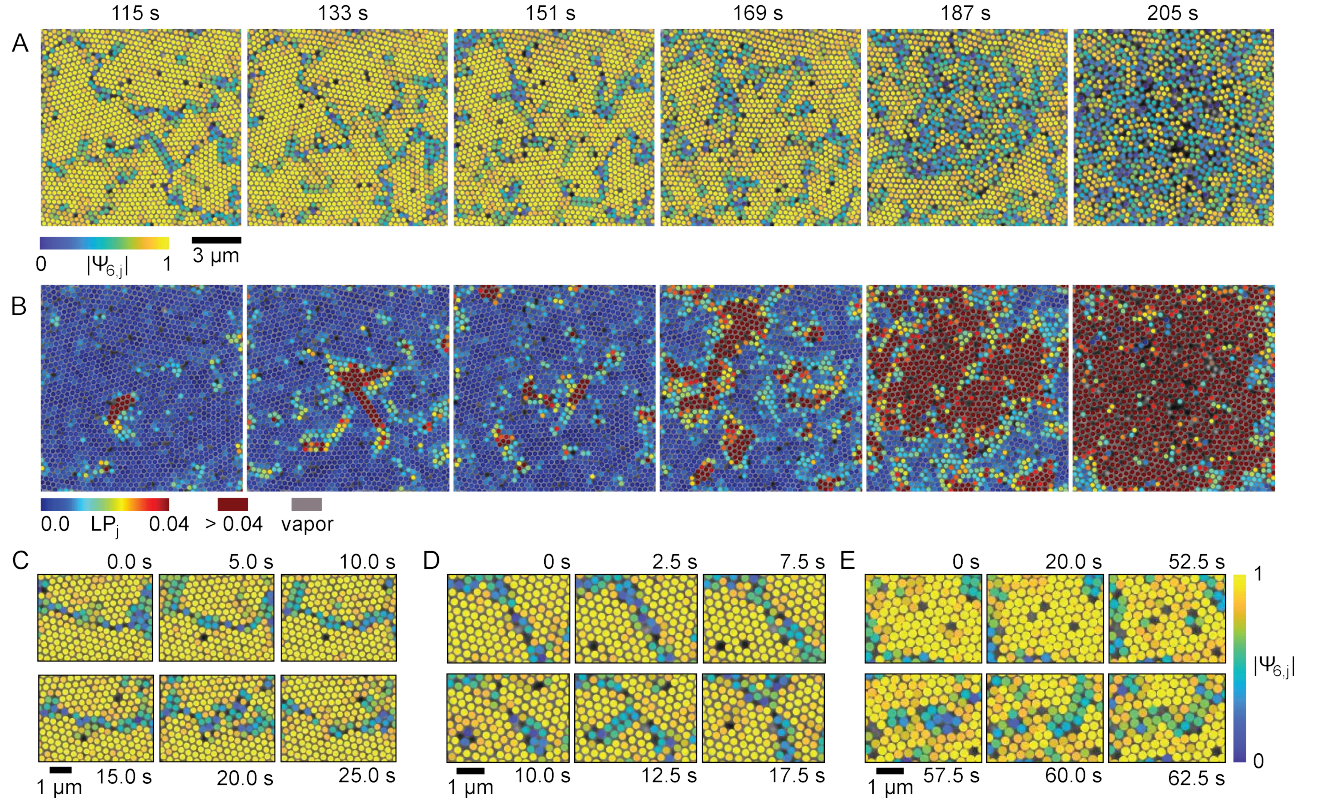 115 s 133 s 151 s 169 s 187 s 205 s
A
0 |Ψ6,j| 1 3 μm
B
0.0 LPj 0.04 > 0.04 vapor
C 0.0 s 5.0 s 10.0 s
15.0 s 20.0 s 25.0 s
1 μm
D 0 s 2.5 s 7.5 s
10.0 s 12.5 s 17.5 s
1 μm
E 0 s 20.0 s 52.5 s
57.5 s 60.0 s 62.5 s
1 μm
1
|Ψ6,j|
0